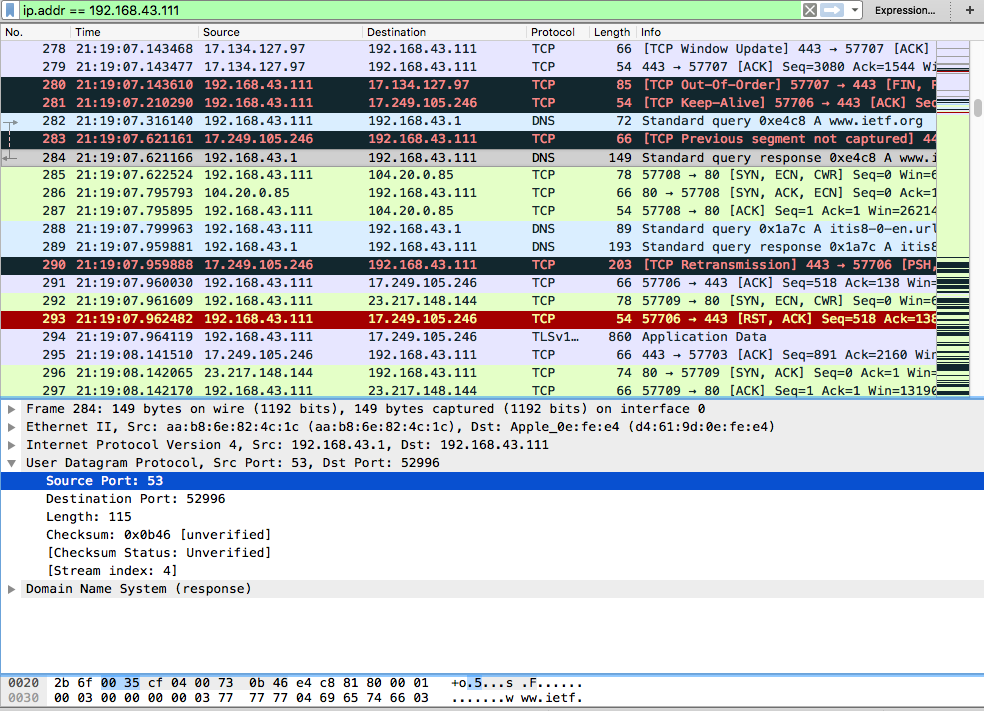 ip.addr == 192.168.43.111 Expression... +
No. Time Source Destination Protocol Length Info
278 21:19:07.143468 17.134.127.97 192.168.43.111 TCP 66 [TCP Window Update] 443 → 57707 [ACK]
279 21:19:07.143477 17.134.127.97 192.168.43.111 TCP 54 443 → 57707 [ACK] Seq=3080 Ack=1544 Wi
280 21:19:07.143610 192.168.43.111 17.134.127.97 TCP 85 [TCP Out-Of-Order] 57707 → 443 [FIN, P
281 21:19:07.210290 192.168.43.111 17.249.105.246 TCP 54 [TCP Keep-Alive] 57706 → 443 [ACK] Seq
282 21:19:07.316140 192.168.43.111 192.168.43.1 DNS 72 Standard query 0xe4c8 A www.ietf.org
283 21:19:07.621161 17.249.105.246 192.168.43.111 TCP 66 [TCP Previous segment not captured] 44
284 21:19:07.621166 192.168.43.1 192.168.43.111 DNS 149 Standard query response 0xe4c8 A www.i
285 21:19:07.622524 192.168.43.111 104.20.0.85 TCP 78 57708 → 80 [SYN, ECN, CWR] Seq=0 Win=6
286 21:19:07.795793 104.20.0.85 192.168.43.111 TCP 66 80 → 57708 [SYN, ACK, ECN] Seq=0 Ack=1
287 21:19:07.795895 192.168.43.111 104.20.0.85 TCP 54 57708 → 80 [ACK] Seq=1 Ack=1 Win=26214
288 21:19:07.799963 192.168.43.111 192.168.43.1 DNS 89 Standard query 0x1a7c A itis8-0-en.url
289 21:19:07.959881 192.168.43.1 192.168.43.111 DNS 193 Standard query response 0x1a7c A itis8
290 21:19:07.959888 17.249.105.246 192.168.43.111 TCP 203 [TCP Retransmission] 443 → 57706 [PSH,
291 21:19:07.960030 192.168.43.111 17.249.105.246 TCP 66 57706 → 443 [ACK] Seq=518 Ack=138 Win=
292 21:19:07.961609 192.168.43.111 23.217.148.144 TCP 78 57709 → 80 [SYN, ECN, CWR] Seq=0 Win=6
293 21:19:07.962482 192.168.43.111 17.249.105.246 TCP 54 57706 → 443 [RST, ACK] Seq=518 Ack=138
294 21:19:07.964119 192.168.43.111 17.249.105.246 TLSv1… 860 Application Data
295 21:19:08.141510 17.249.105.246 192.168.43.111 TCP 66 443 → 57703 [ACK] Seq=891 Ack=2160 Win
296 21:19:08.142065 23.217.148.144 192.168.43.111 TCP 74 80 → 57709 [SYN, ACK] Seq=0 Ack=1 Win=
297 21:19:08.142170 192.168.43.111 23.217.148.144 TCP 66 57709 → 80 [ACK] Seq=1 Ack=1 Win=13190
Frame 284: 149 bytes on wire (1192 bits), 149 bytes captured (1192 bits) on interface 0
Ethernet II, Src: aa:b8:6e:82:4c:1c (aa:b8:6e:82:4c:1c), Dst: Apple_0e:fe:e4 (d4:61:9d:0e:fe:e4)
Internet Protocol Version 4, Src: 192.168.43.1, Dst: 192.168.43.111
User Datagram Protocol, Src Port: 53, Dst Port: 52996
Source Port: 53
Destination Port: 52996
Length: 115
Checksum: 0x0b46 [unverified]
[Checksum Status: Unverified]
[Stream index: 4]
Domain Name System (response)
0020 2b 6f 00 35 cf 04 00 73 0b 46 e4 c8 81 80 00 01 +o.5...s .F......
0030 00 03 00 00 00 00 03 77 77 77 04 69 65 74 66 03 .......w ww.ietf.